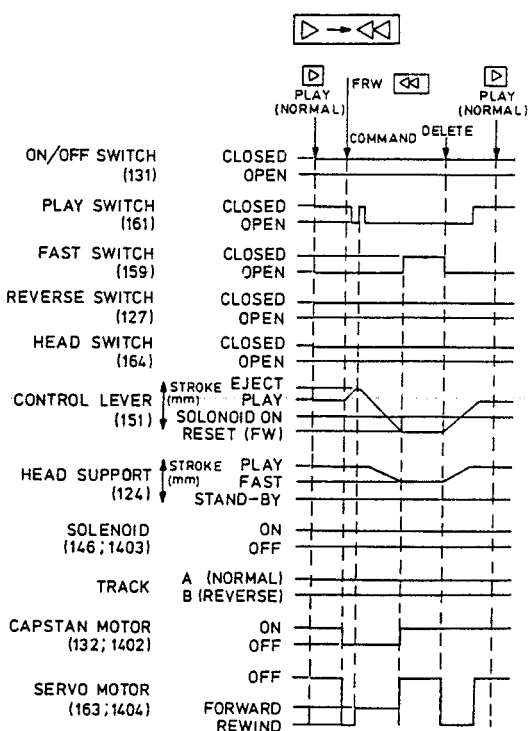 PLAY
(NORMAL)
FRW
PLAY
(NORMAL)
COMMAND
DELETE
ON/OFF SWITCH
(131)
CLOSED
OPEN
PLAY SWITCH
(161)
CLOSED
OPEN
FAST SWITCH
(159)
CLOSED
OPEN
REVERSE SWITCH
(127)
CLOSED
OPEN
HEAD SWITCH
(164)
CLOSED
OPEN
CONTROL LEVER
(151)
STROKE
(mm)
EJECT
PLAY
SOLONOID ON
RESET (FW)
HEAD SUPPORT
(124)
STROKE
(mm)
PLAY
FAST
STAND-BY
SOLENOID
(146;1403)
ON
OFF
TRACK
A (NORMAL)
B (REVERSE)
CAPSTAN MOTOR
(132;1402)
ON
OFF
SERVO MOTOR
(163;1404)
OFF
FORWARD
REWIND